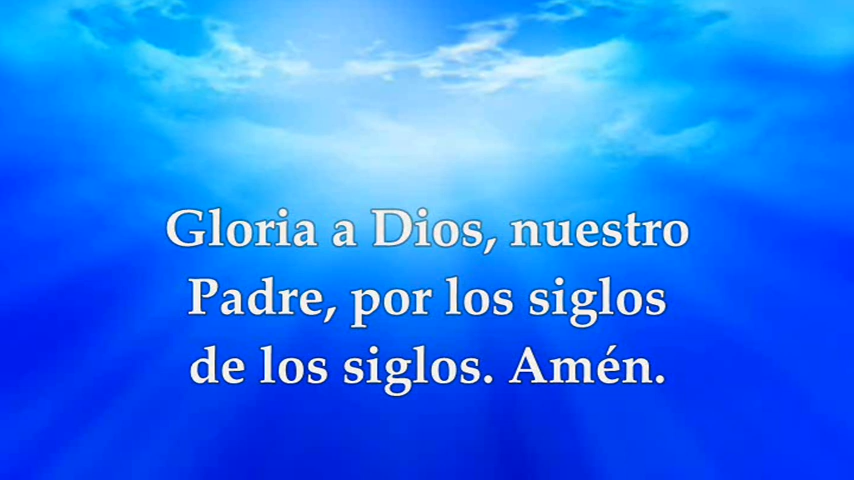 Gloria a Dios, nuestro
Padre, por los siglos
de los siglos. Amén.